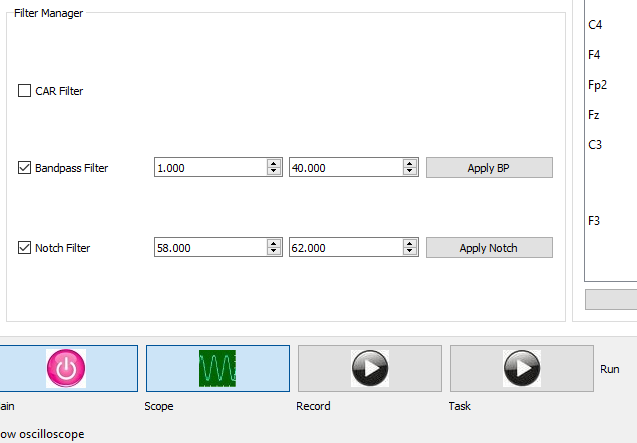 Filter Manager
C4
F4
CAR Filter
Fp2
Fz
C3
Bandpass Filter 1.000 40.000 Apply BP
F3
Notch Filter 58.000 62.000 Apply Notch
Run
ain Scope Record Task
ow oscilloscope